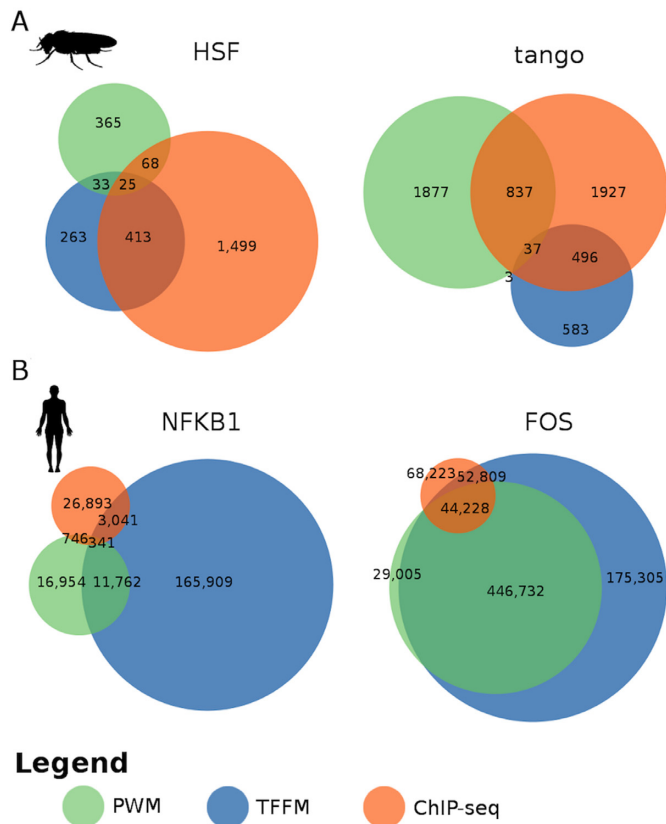 A
HSF
tango
365
68
33 25
263
413
1,499
1877
837
1927
37
496
3
583
B
NFKB1
FOS
26,893
3,041
746
341
16,954
11,762
165,909
68,223
52,809
44,228
29,005
446,732
175,305
Legend
PWM
TFFM
ChIP-seq